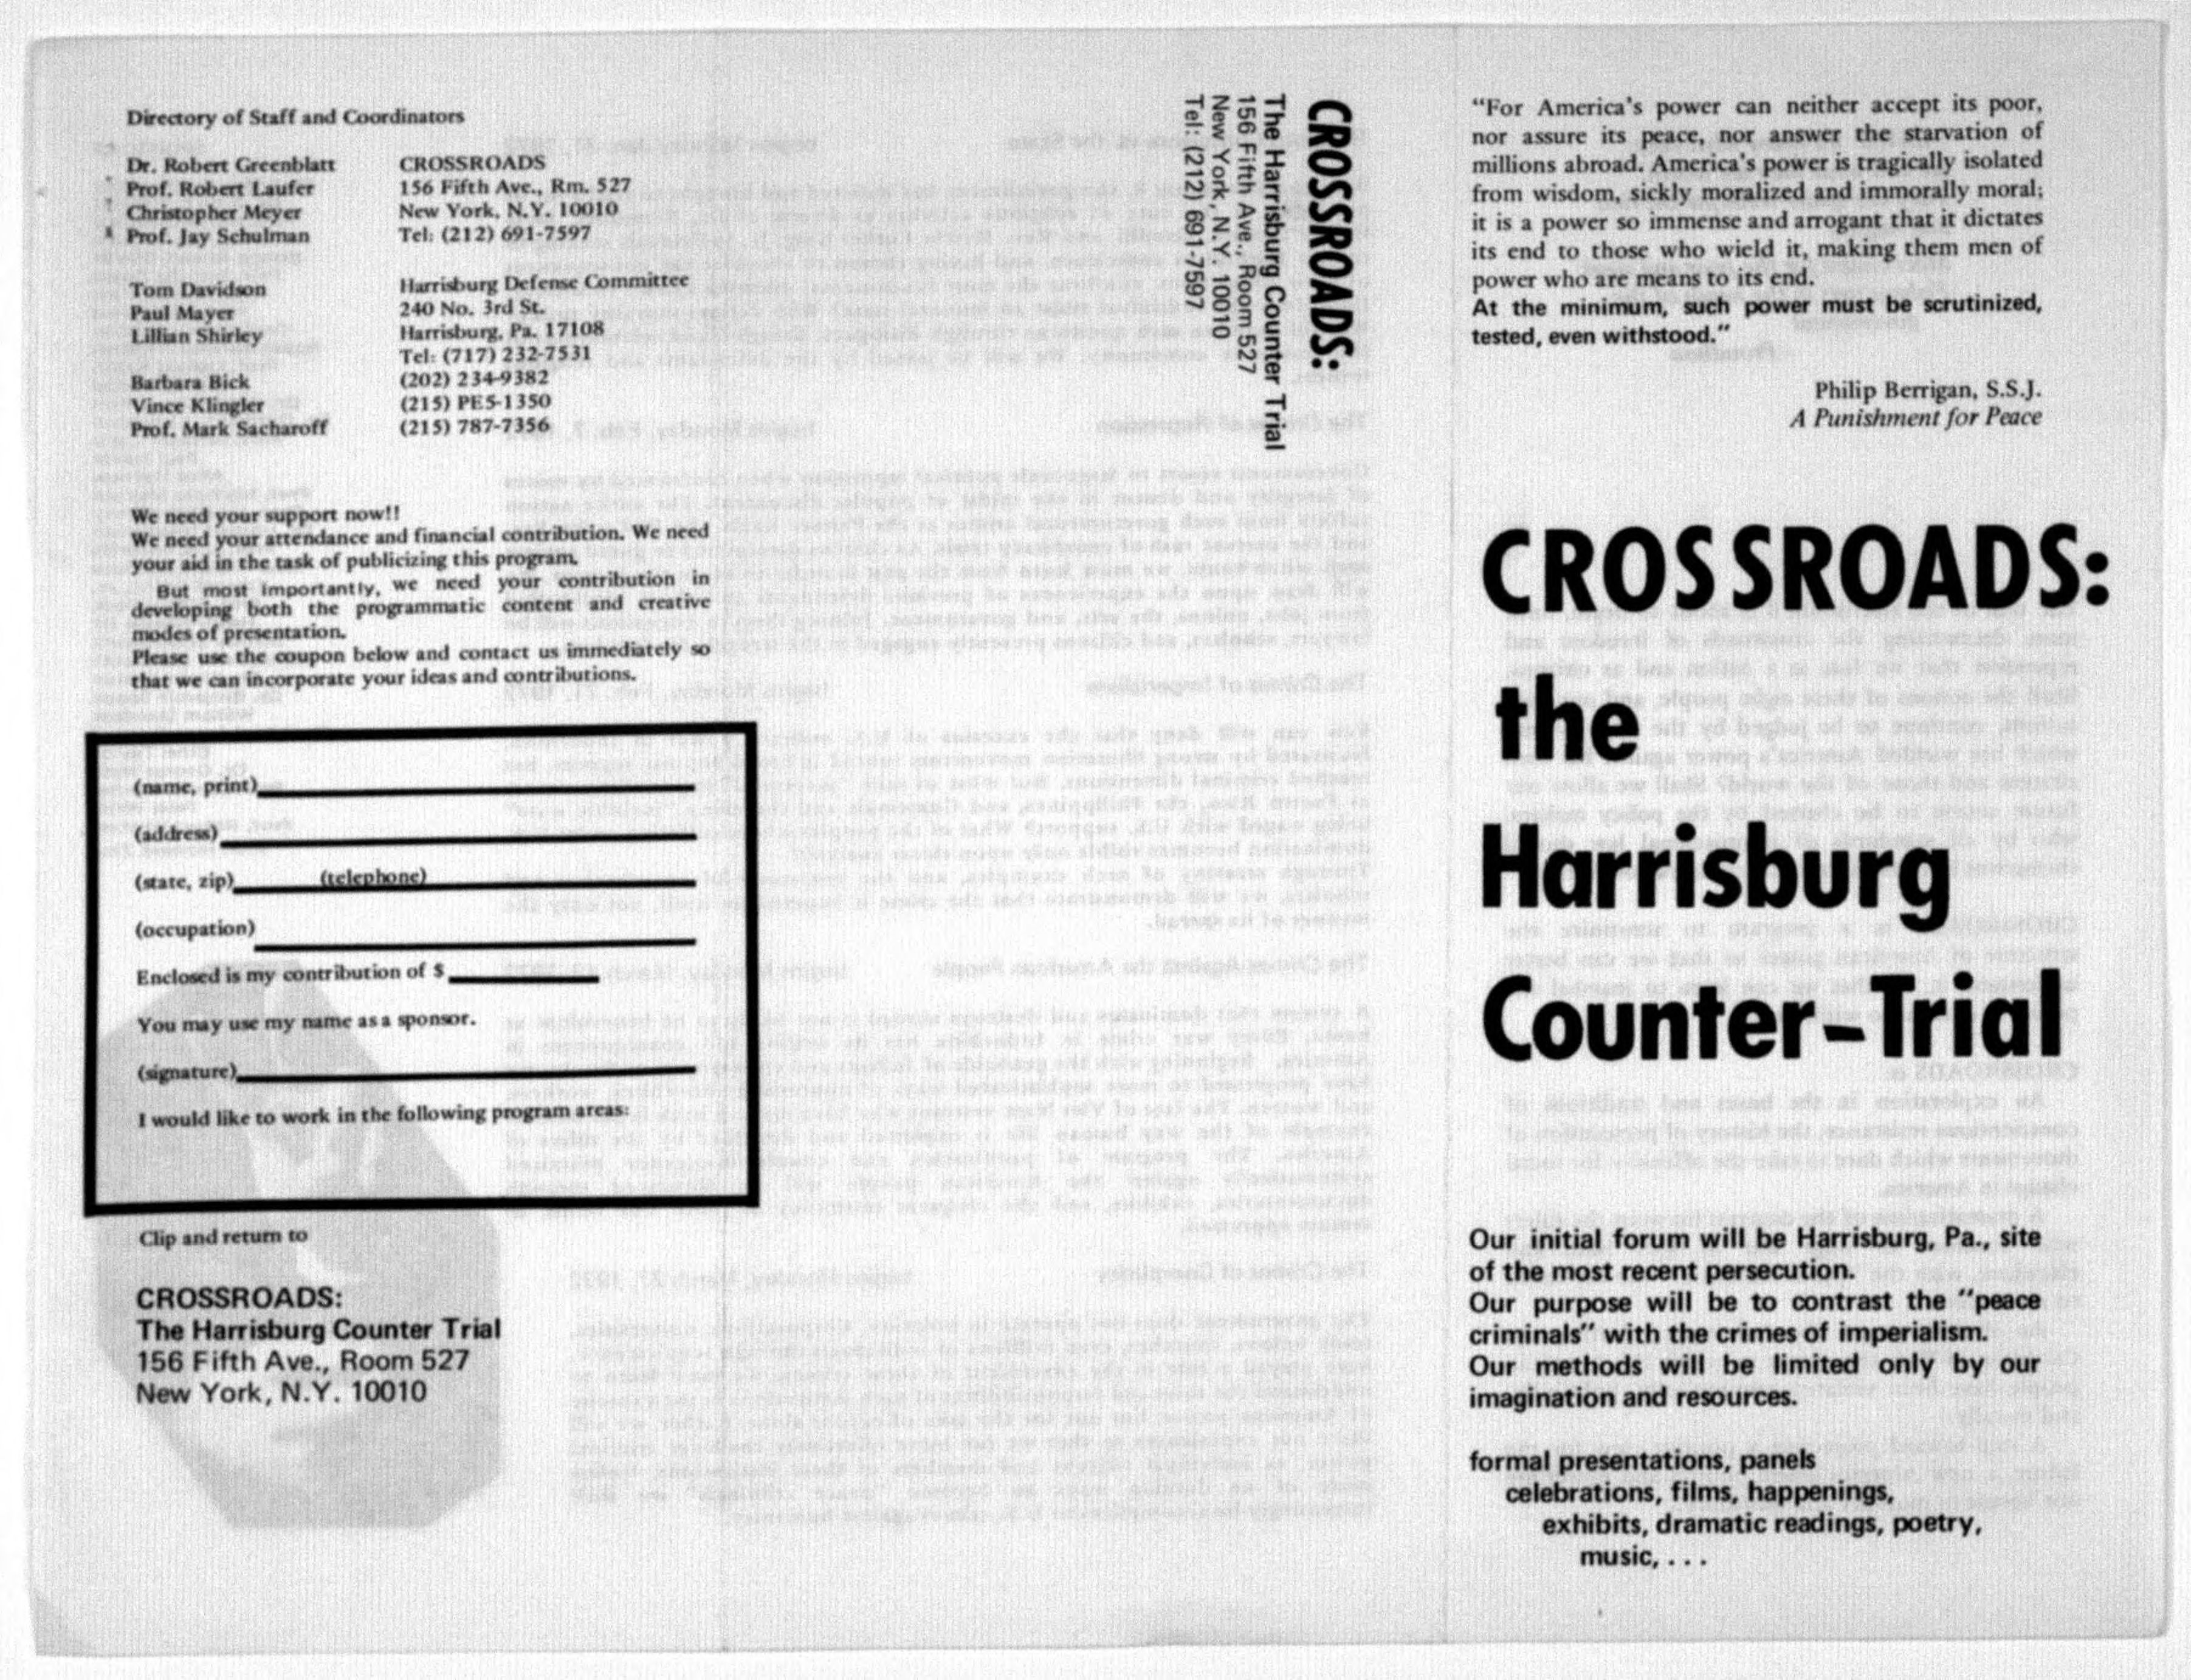 Directory of Staff and Coordinators
Dr. Robert Greenblatt
Prof. Robert Laufer
Christopher Meyer
Prof. Jay Schulman
CROSSROADS
156 Fifth Ave., Rm. 527
New York, N.Y. 10010
Tel: (212) 691-7597
Tom Davidson
Paul Mayer
Lillian Shirley
Harrisburg Defense Committee
240 No. 3rd St.
Harrisburg, Pa. 17108
Tel: (717) 232-7531
Barbara Bick (202) 234-9382
Vince Klingler (215) PE5-1350
Prof. Mark Sacharoff (215) 787-7356
We need your support now!!
We need your attendance and financial contribution. We need
your aid in the task of publicizing this program.
But most importantly, we need your contribution in
developing both the programmatic content and creative
modes of presentation.
Please use the coupon below and contact us immediately so
that we can incorporate your ideas and contributions.
(name, print)
(address)
(state, zip) (telephone)
(occupation)
Enclosed is my contribution of $
You may use my name as a sponsor.
(signature)
I would like to work in the following program areas:
Clip and return to
CROSSROADS:
The Harrisburg Counter Trial
156 Fifth Ave., Room 527
New York, N.Y. 10010
CROSSROADS:
The Harrisburg Counter Trial
156 Fifth Ave., Room 527
New York, N.Y. 10010
Tel: (212) 691-7597
"For America's power can neither accept its poor,
nor assure its peace, nor answer the starvation of
millions abroad. America's power is tragically isolated
from wisdom, sickly moralized and immorally moral;
it is a power so immense and arrogant that it dictates
its end to those who wield it, making them men of
power who are means to its end.
At the minimum, such power must be scrutinized,
tested, even withstood."
Philip Berrigan, S.S.J.
A Punishment for Peace
CROSSROADS:
the
Harrisburg
Counter-Trial
Our initial forum will be Harrisburg, Pa., site
of the most recent persecution.
Our purpose will be to contrast the "peace
criminals" with the crimes of imperialism.
Our methods will be limited only by our
imagination and resources.
formal presentations, panels
celebrations, films, happenings,
exhibits, dramatic readings, poetry,
music, . . .